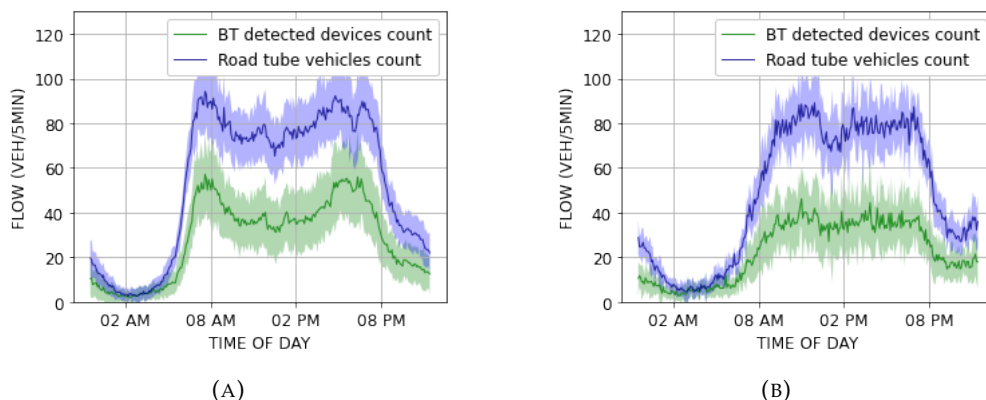 BT detected devices count
Road tube vehicles count
FLOW (VEH/5MIN)
120
100
80
60
40
20
0
02 AM 08 AM 02 PM 08 PM
TIME OF DAY
(A)
BT detected devices count
Road tube vehicles count
FLOW (VEH/5MIN)
120
100
80
60
40
20
0
02 AM 08 AM 02 PM 08 PM
TIME OF DAY
(B)